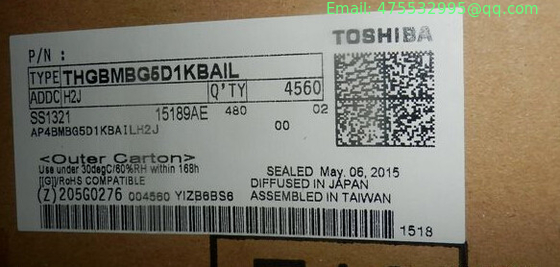 Email: 475532995@qq.com
TOSHIBA
P/N :
TYPE THGBMBG5D1KBAIL
ADDC H2J Q'TY 4560
SS1321 15189AE 480 02
AP4BMBG5D1KBAILH2J 00
<Outer Carton>
Use under 30degC/60%RH within 168h
[[G]]/RoHS COMPATIBLE
SEALED May. 06, 2015
DIFFUSED IN JAPAN
ASSEMBLED IN TAIWAN
(Z) 205G0276 004560 YIZB6BS6
1518